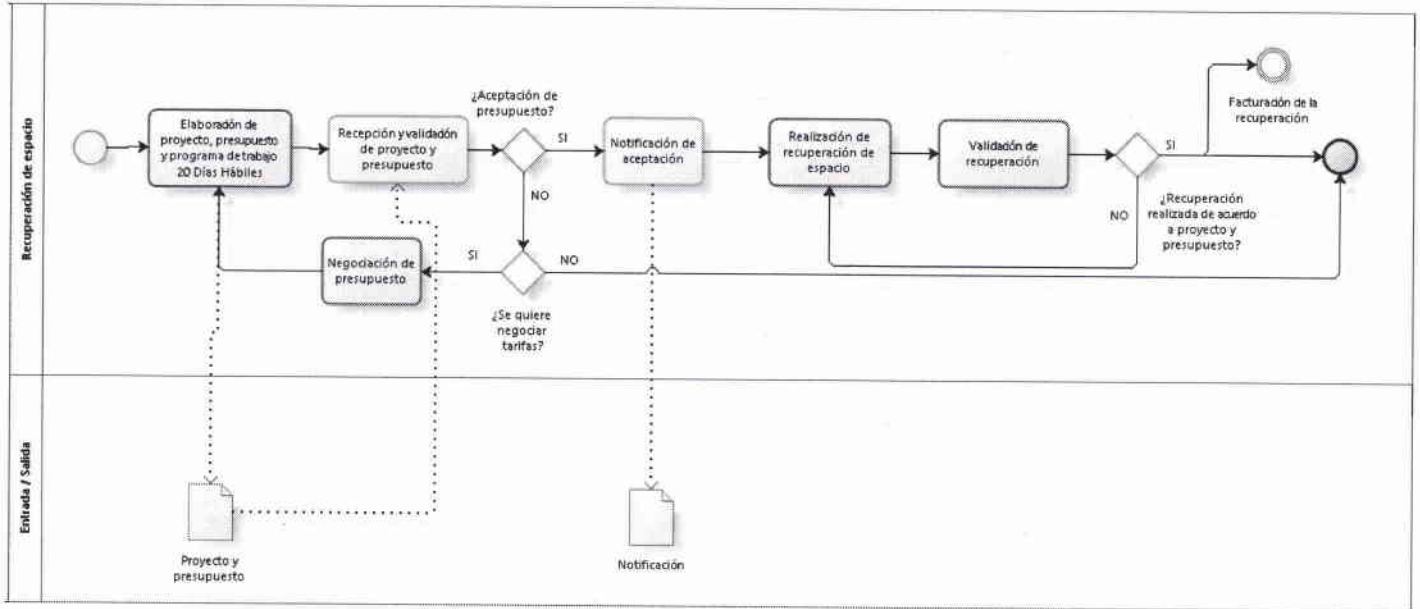 Recuperación de espacio
Elaboración de
proyecto, presupuesto
y programa de trabajo
20 Días Hábiles
Recepción y validación
de proyecto y
presupuesto
¿Aceptación de
presupuesto?
SI
NO
Notificación de
aceptación
Realización de
recuperación de
espacio
Validación de
recuperación
SI
NO
¿Recuperación
realizada de acuerdo
a proyecto y
presupuesto?
Facturación de la
recuperación
Negociación de
presupuesto
SI
NO
¿Se quiere
negociar
tarifas?
Entrada / Salida
Proyecto y
presupuesto
Notificación